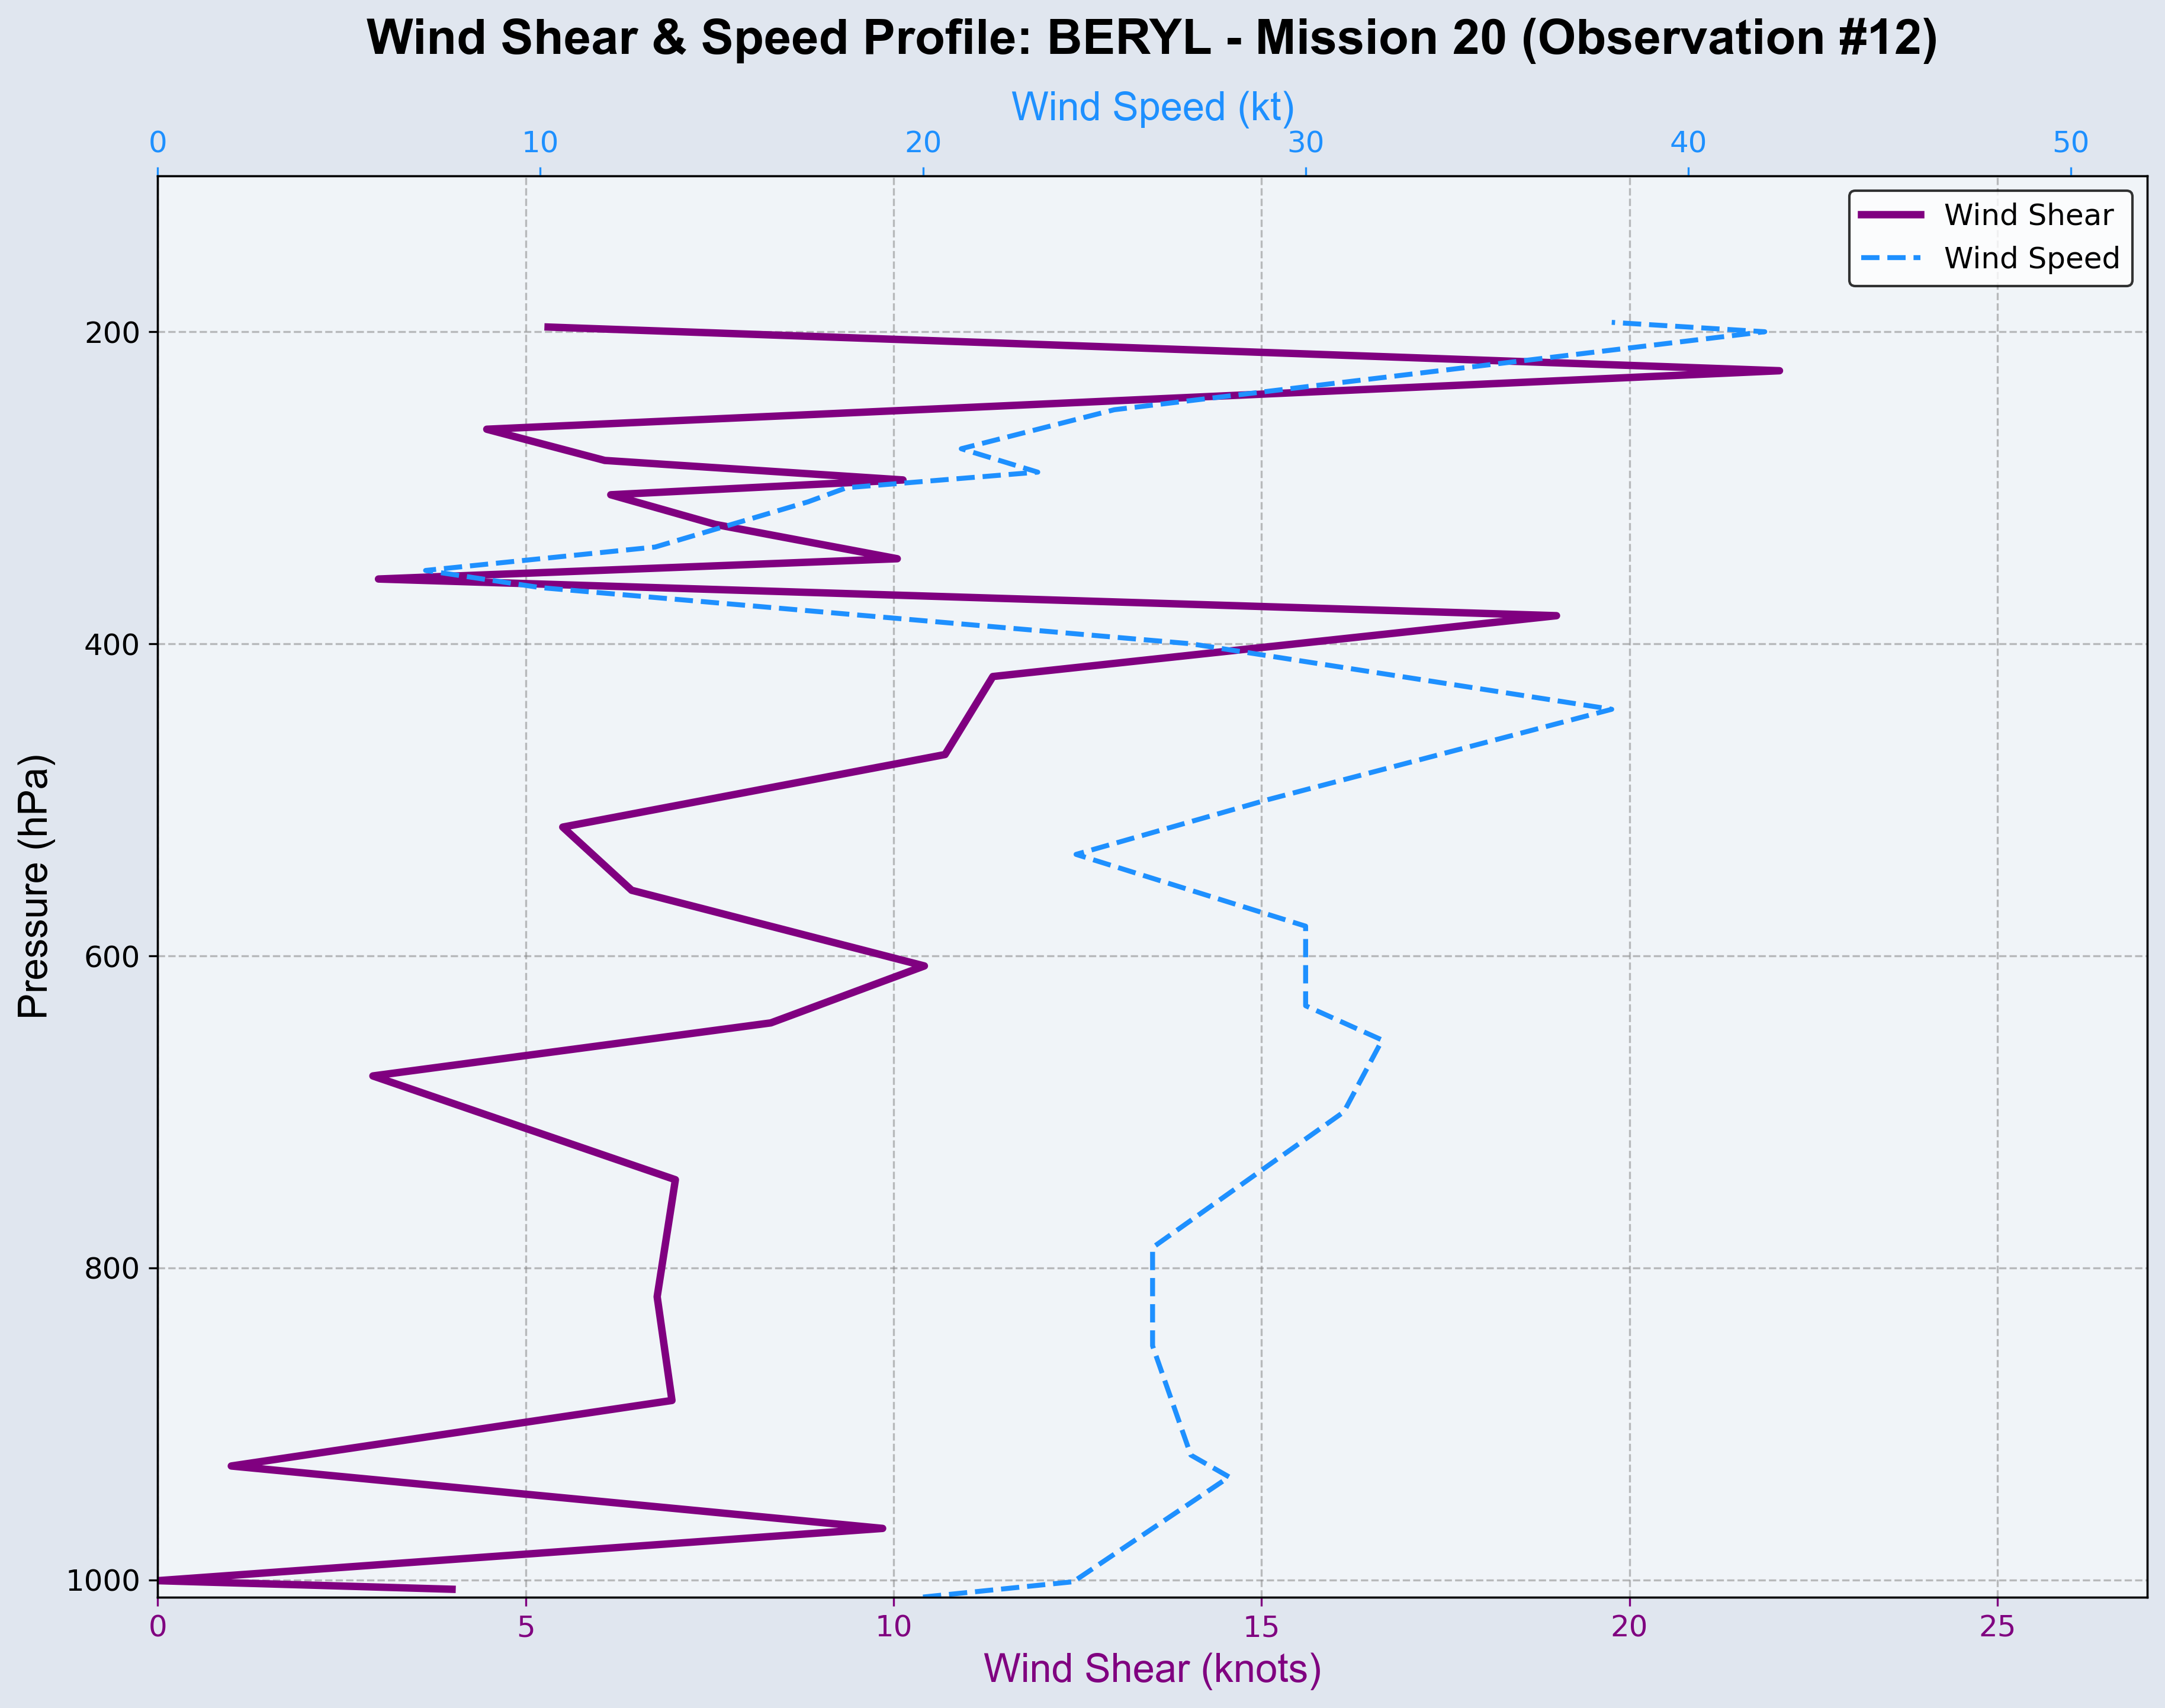 Wind Shear & Speed Profile: BERYL - Mission 20 (Observation #12)
Wind Speed (kt)
0 10 20 30 40 50
Wind Shear
Wind Speed
200
400
600
800
1000
Pressure (hPa)
0 5 10 15 20 25
Wind Shear (knots)